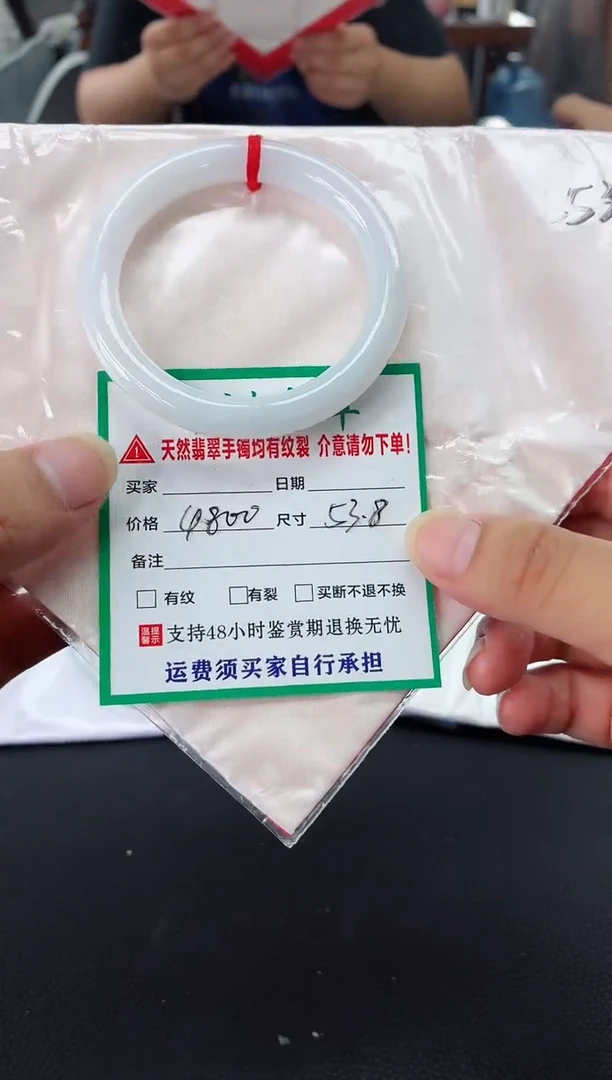 天然翡翠手镯均有纹裂 介意请勿下单!
买家 日期
价格 4800 尺寸 53.8
备注
有纹 有裂 买断不退不换
温馨提示 支持48小时鉴赏期退换无忧
运费须买家自行承担